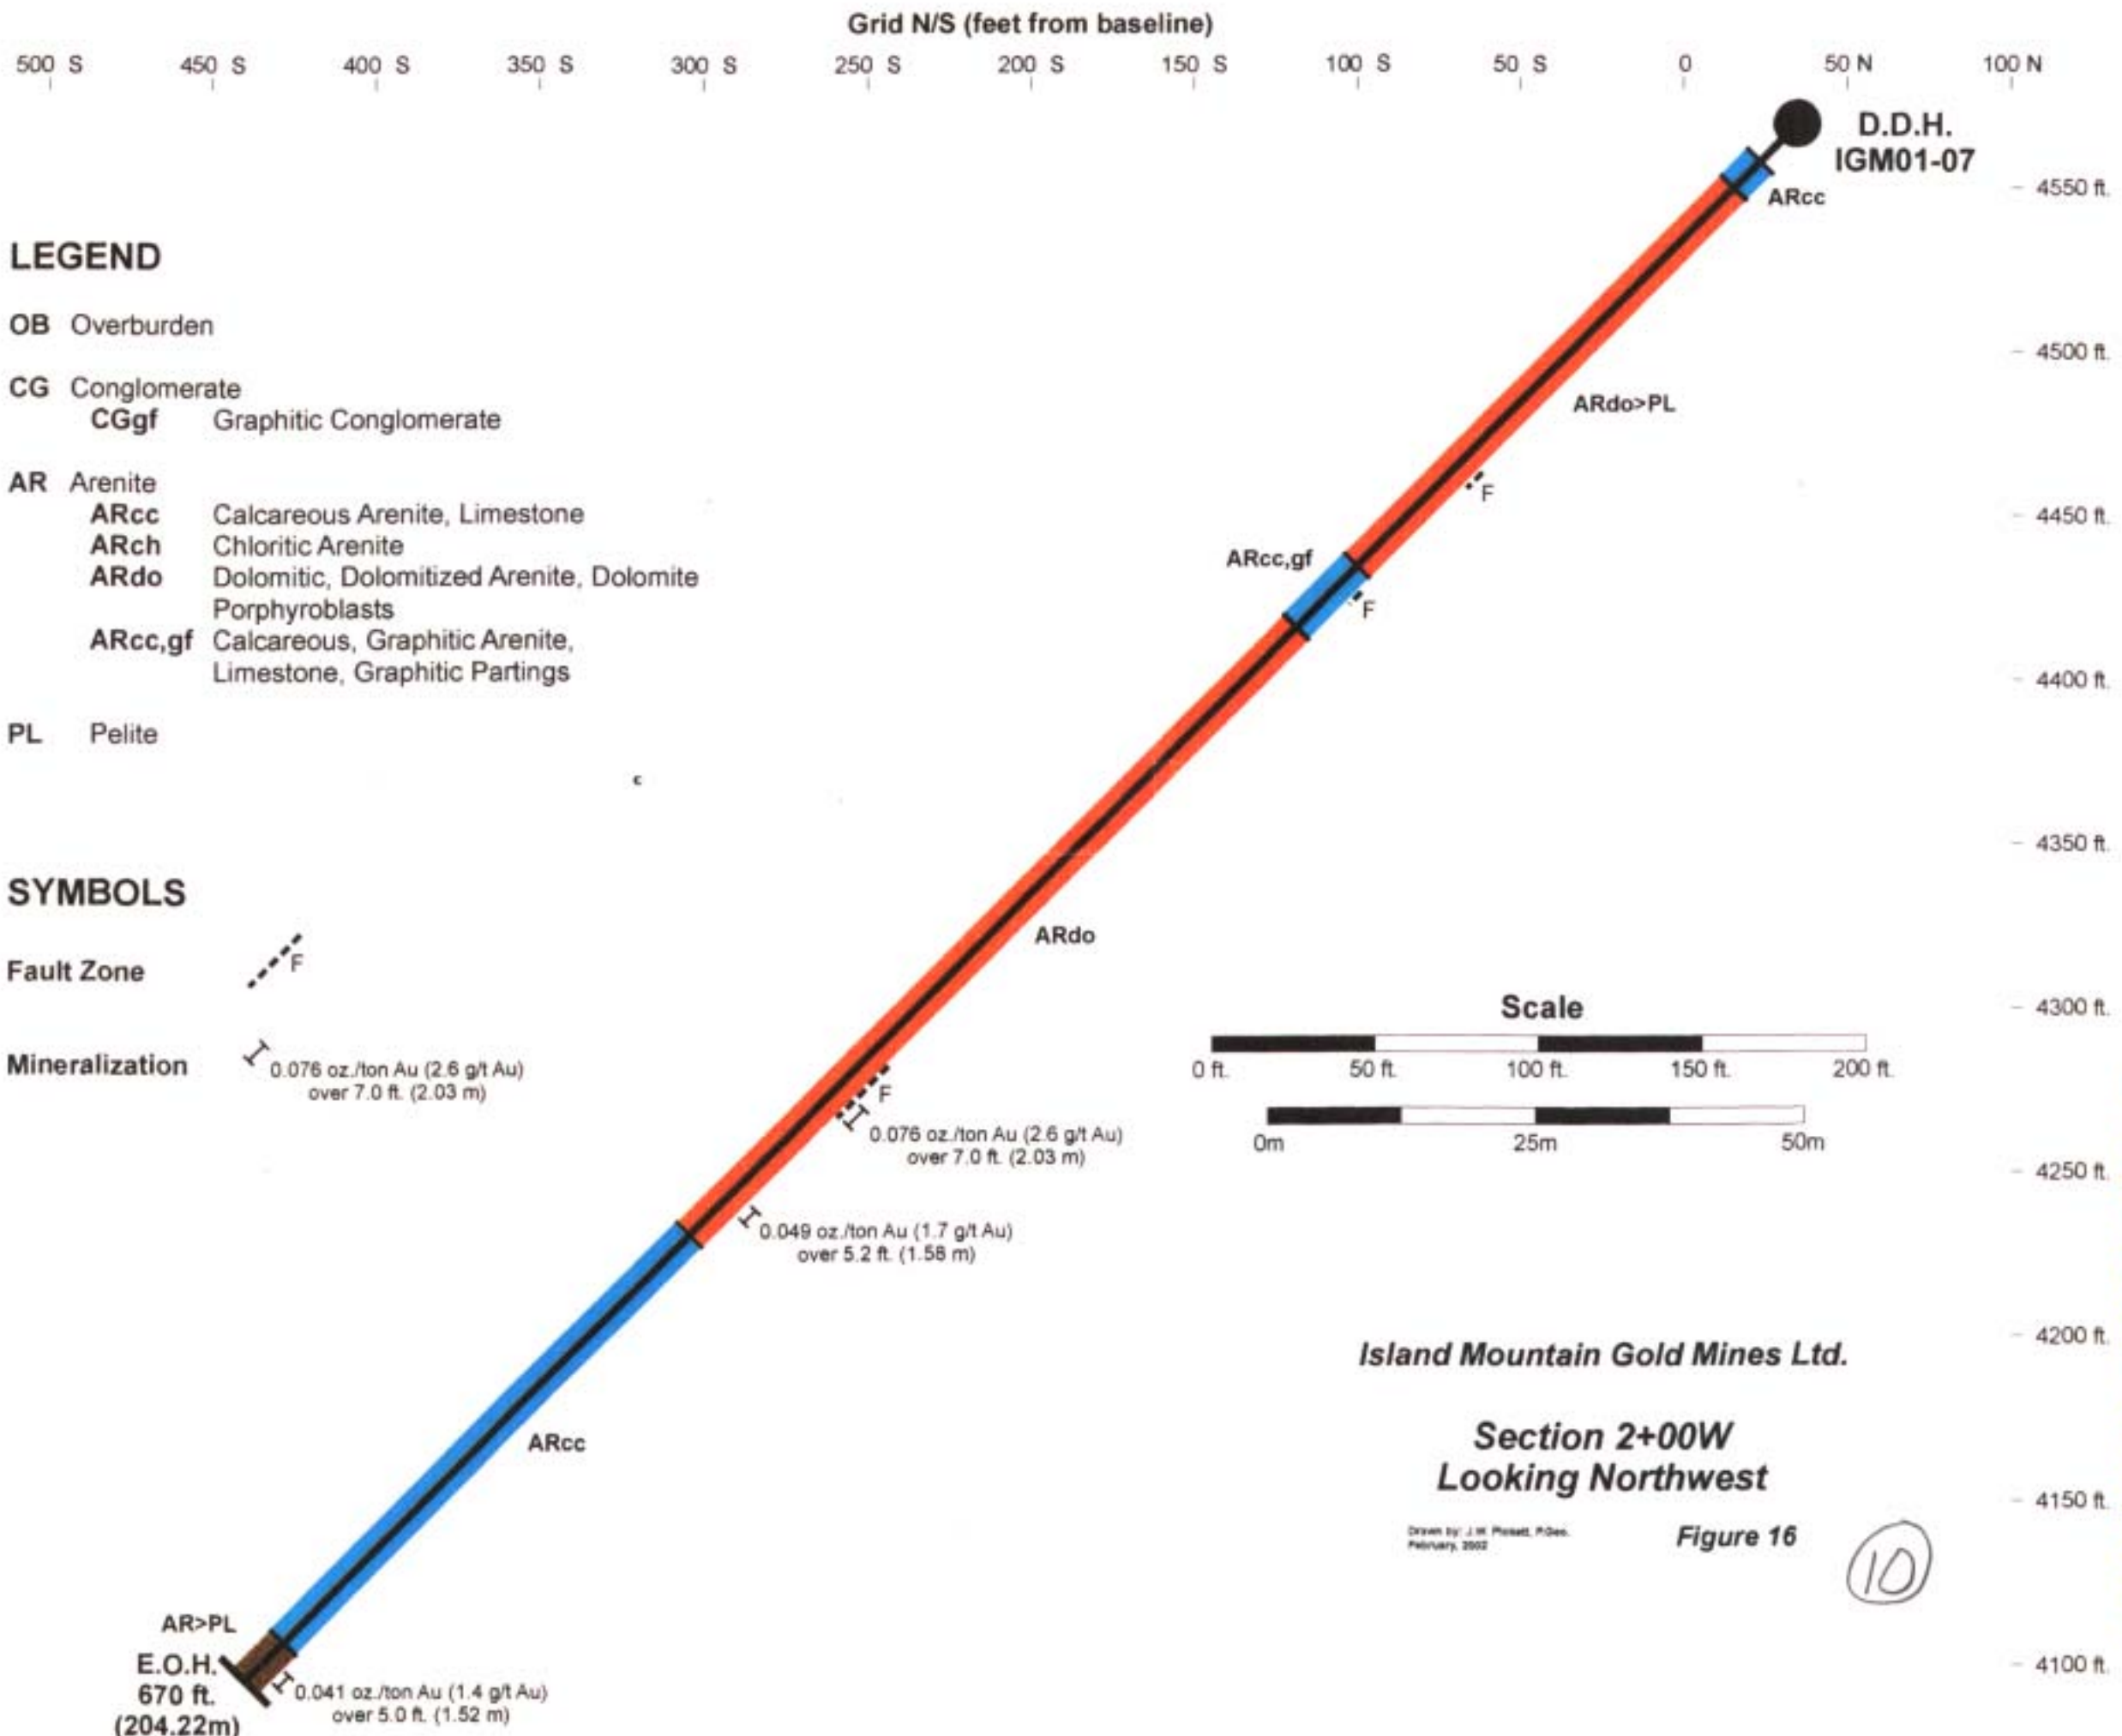 Grid N/S (feet from baseline)
500 S 450 S 400 S 350 S 300 S 250 S 200 S 150 S 100 S 50 S 0 50 N 100 N
D.D.H.
IGM01-07
ARcc
4550 ft.
4500 ft.
4450 ft.
4400 ft.
4350 ft.
4300 ft.
4250 ft.
4200 ft.
4150 ft.
4100 ft.
LEGEND
OB Overburden
CG Conglomerate
CGgf Graphitic Conglomerate
AR Arenite
ARcc Calcareous Arenite, Limestone
ARch Chloritic Arenite
ARdo Dolomitic, Dolomitized Arenite, Dolomite
Porphyroblasts
ARcc,gf Calcareous, Graphitic Arenite,
Limestone, Graphitic Partings
PL Pelite
ARdo>PL
F
ARcc,gf
F
ARdo
SYMBOLS
Fault Zone
F
Mineralization
0.076 oz./ton Au (2.6 g/t Au)
over 7.0 ft. (2.03 m)
F
0.076 oz./ton Au (2.6 g/t Au)
over 7.0 ft. (2.03 m)
0.049 oz./ton Au (1.7 g/t Au)
over 5.2 ft. (1.58 m)
Scale
0 ft. 50 ft. 100 ft. 150 ft. 200 ft.
0m 25m 50m
ARcc
Island Mountain Gold Mines Ltd.
Section 2+00W
Looking Northwest
Drawn by: J.W. P.Geo.
February, 2002
Figure 16
10
AR>PL
E.O.H.
670 ft.
(204.22m)
0.041 oz./ton Au (1.4 g/t Au)
over 5.0 ft. (1.52 m)